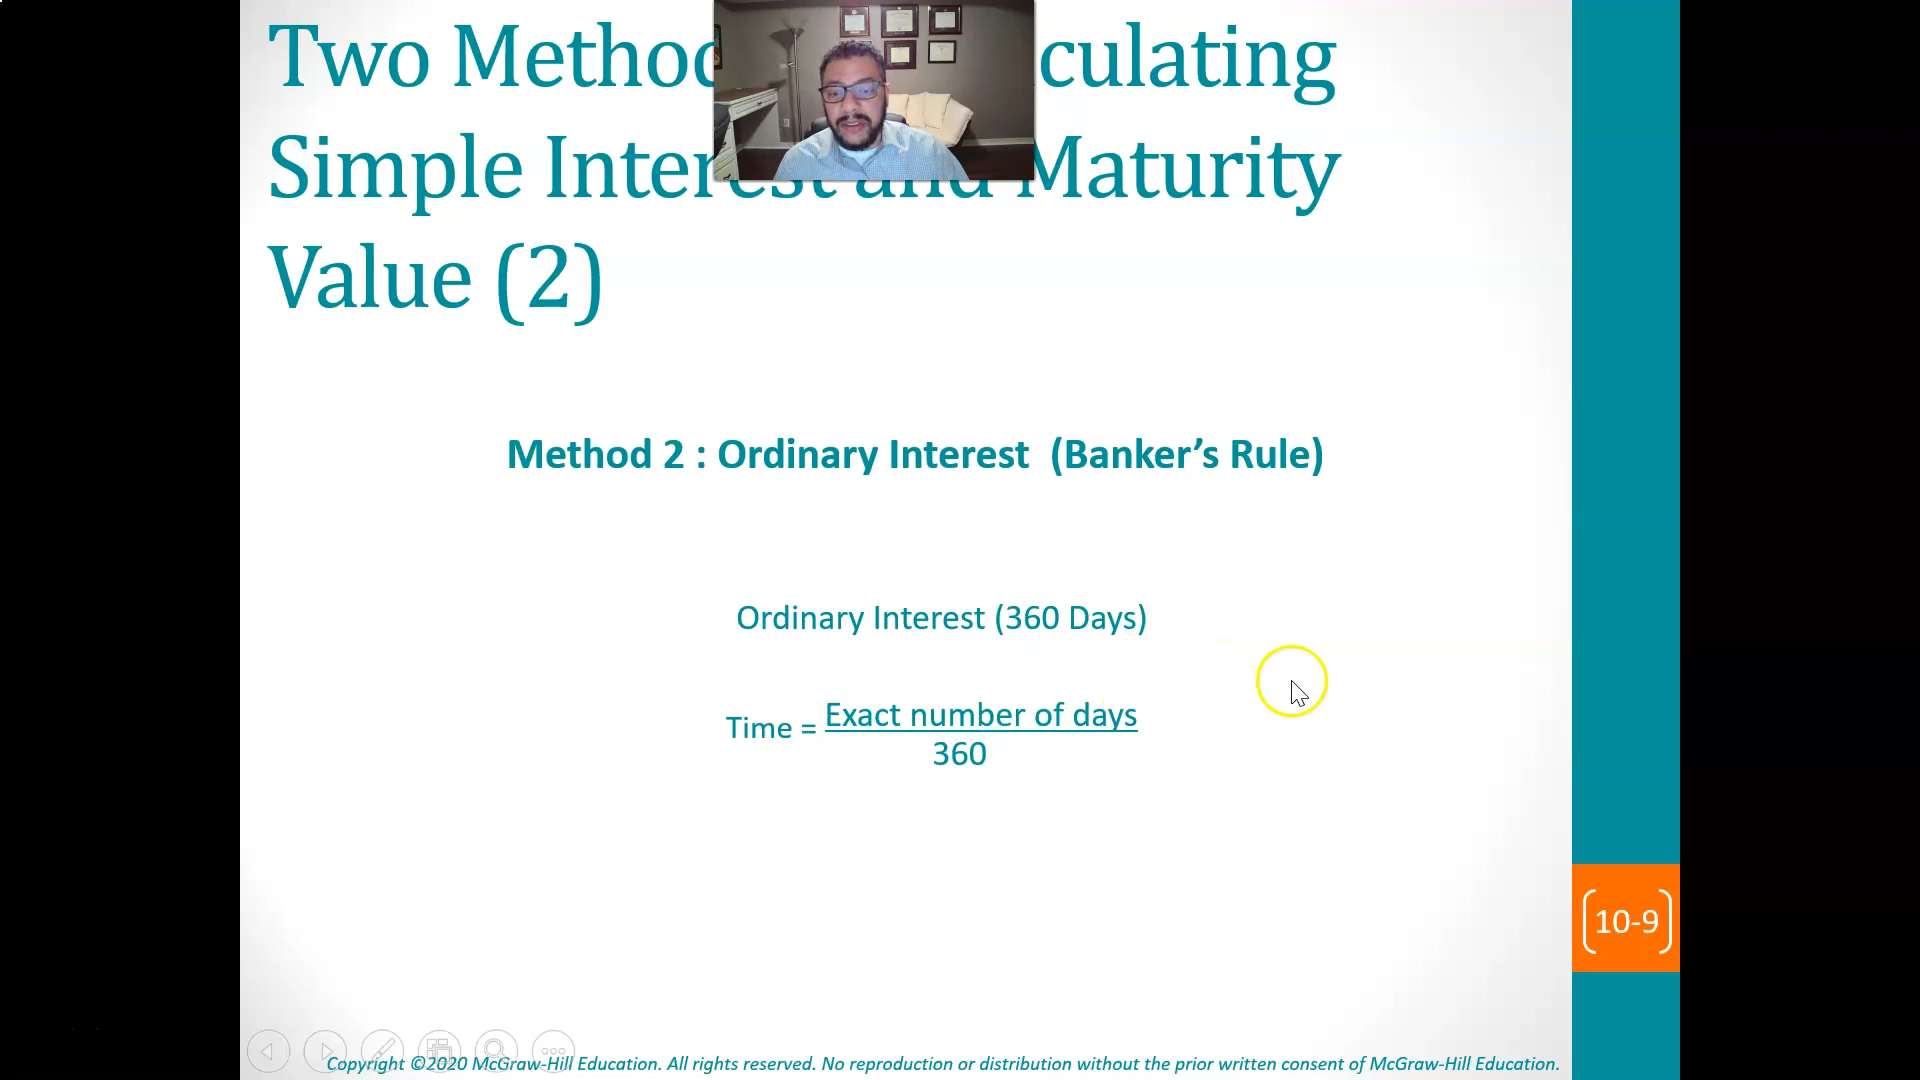 Two Metho culating
Simple Interest and Maturity
Value (2)
Method 2 : Ordinary Interest (Banker’s Rule)
Ordinary Interest (360 Days)
Time = Exact number of days
360
10-9
Copyright ©2020 McGraw-Hill Education. All rights reserved. No reproduction or distribution without the prior written consent of McGraw-Hill Education.